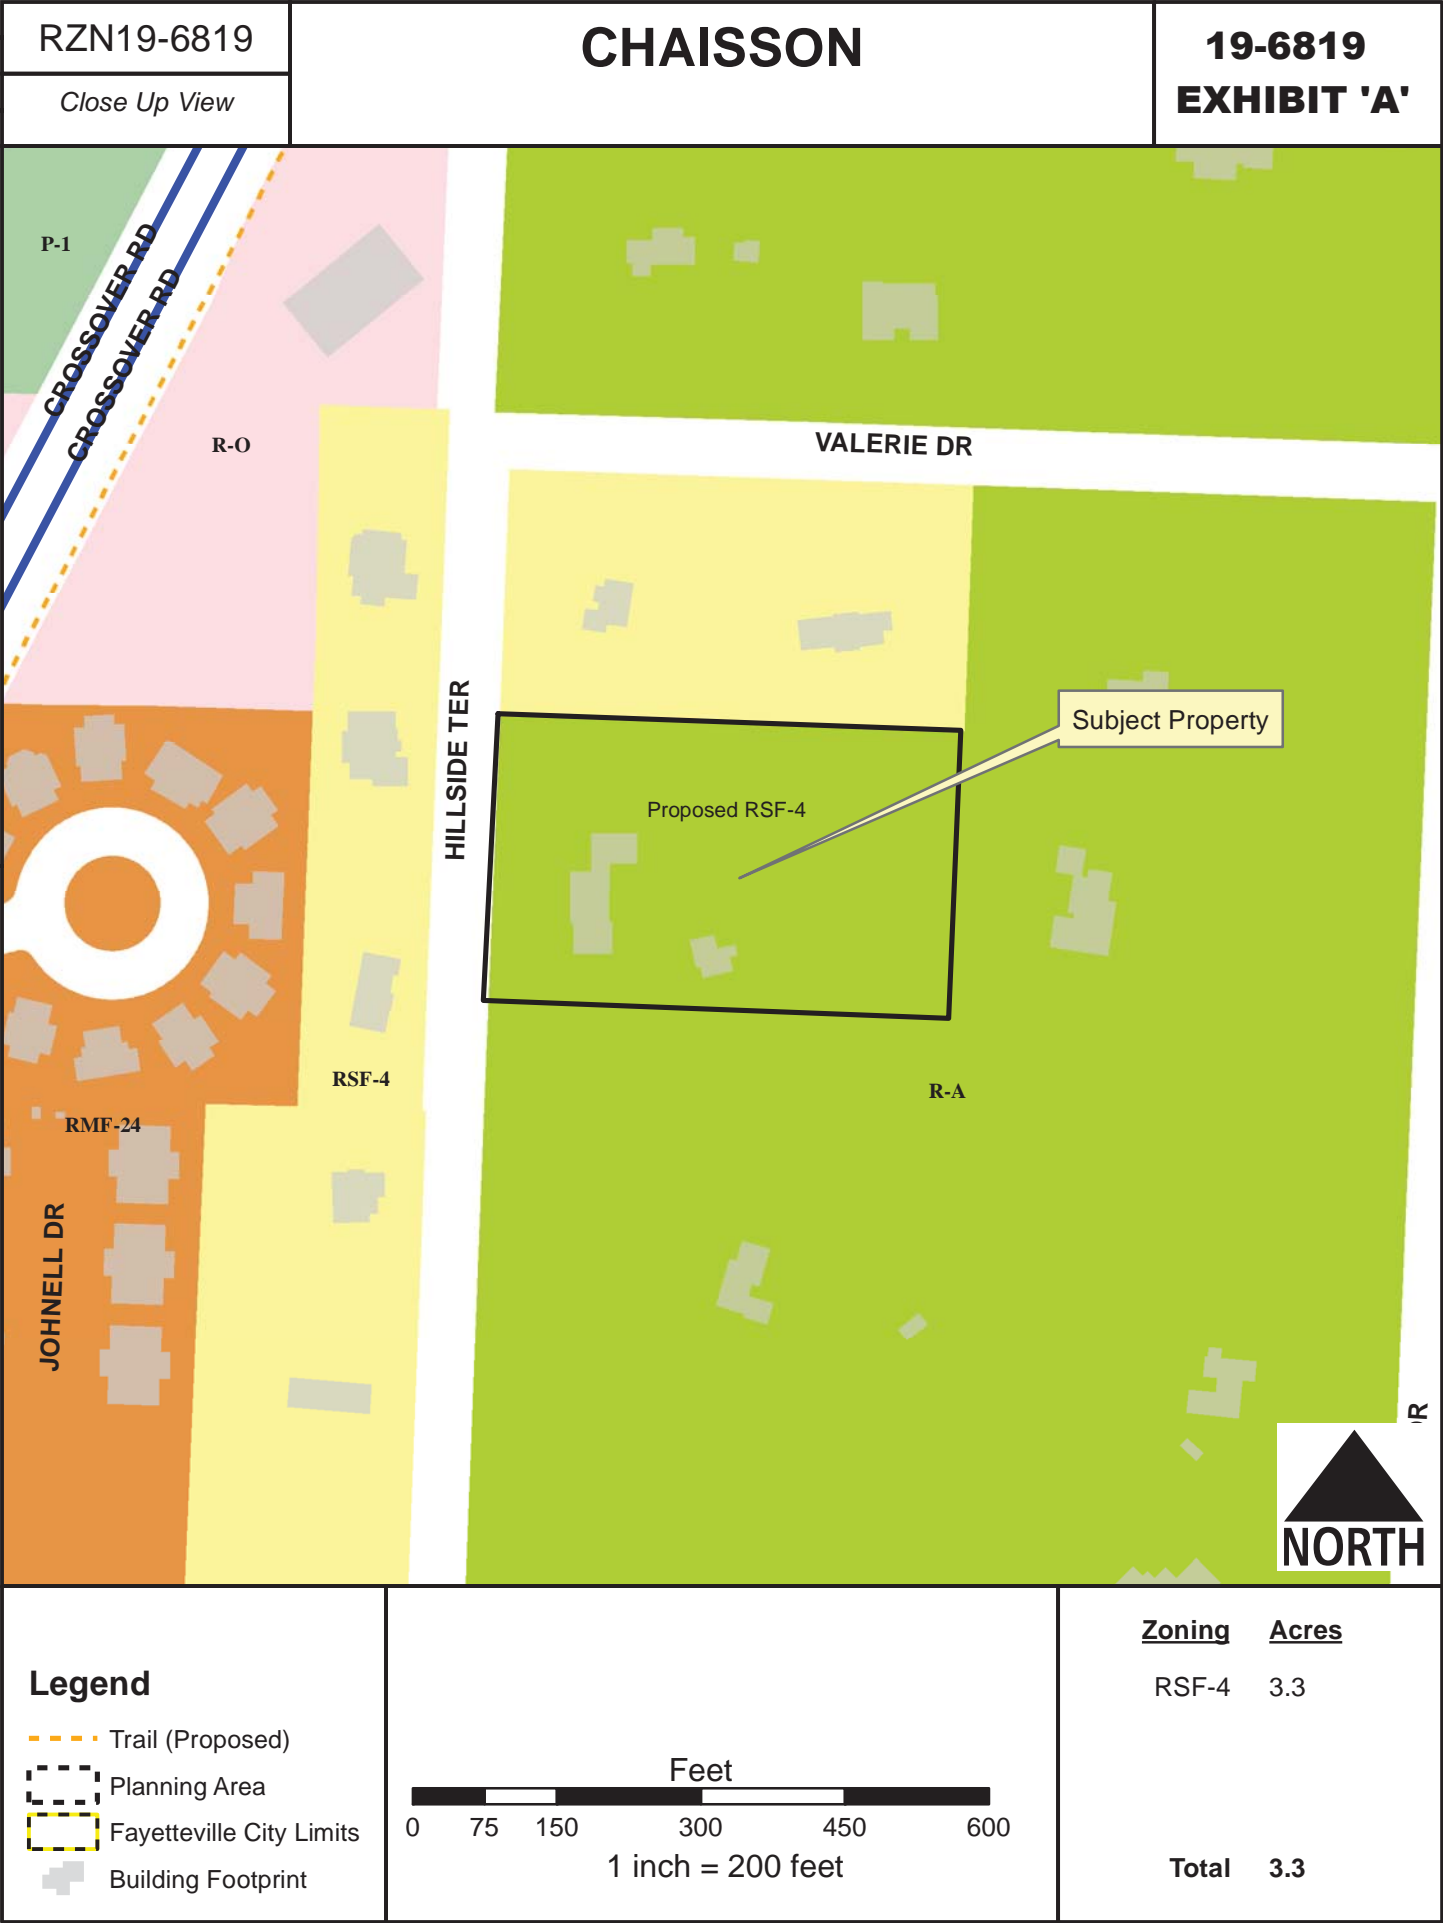 RZN19-6819
Close Up View
CHAISSON
19-6819
EXHIBIT 'A'
P-1
CROSSOVER RD
CROSSOVER RD
R-O
VALERIE DR
HILLSIDE TER
Subject Property
Proposed RSF-4
RSF-4
R-A
RMF-24
JOHNELL DR
DR
NORTH
Legend
Trail (Proposed)
Planning Area
Fayetteville City Limits
Building Footprint
Feet
0 75 150 300 450 600
1 inch = 200 feet
Zoning Acres
RSF-4 3.3
Total 3.3